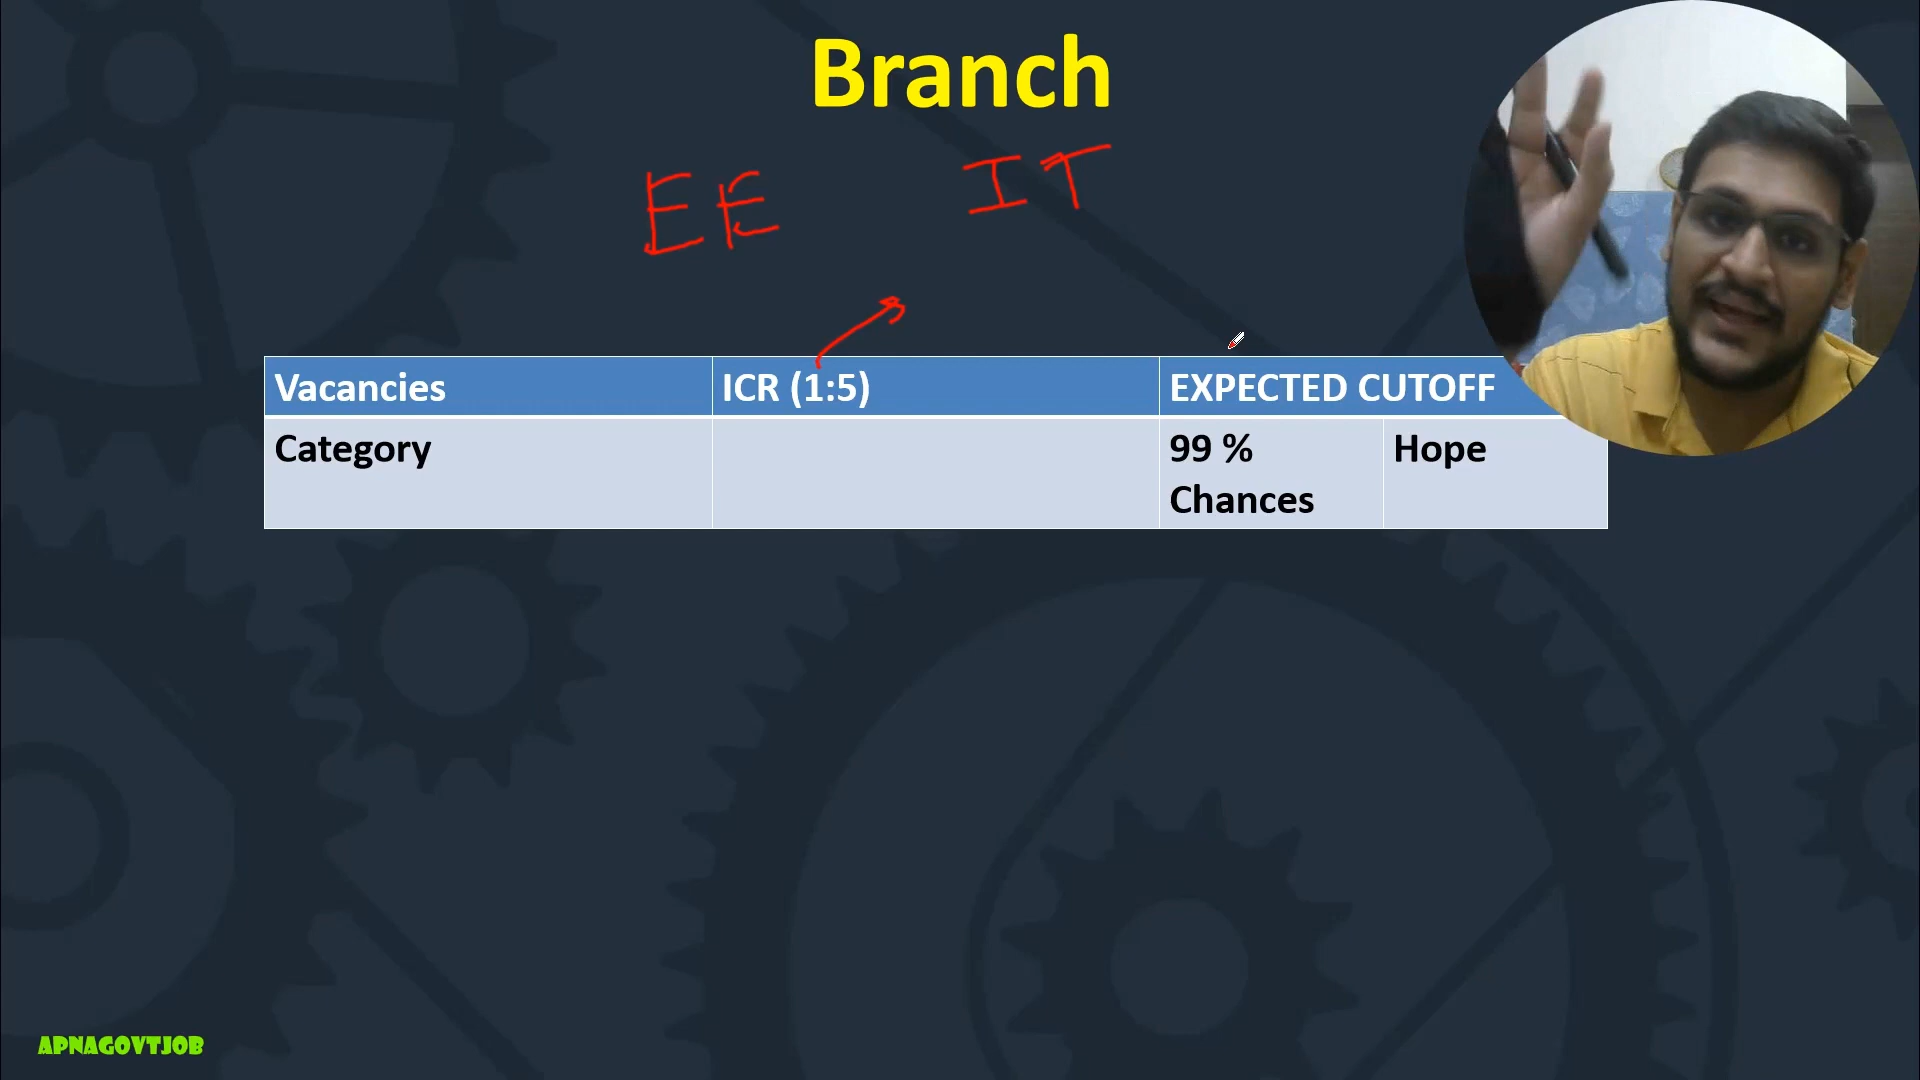 Branch
EE IT
Vacancies ICR (1:5) EXPECTED CUTOFF
Category 99 % Hope
Chances
APNAGOVTJOB